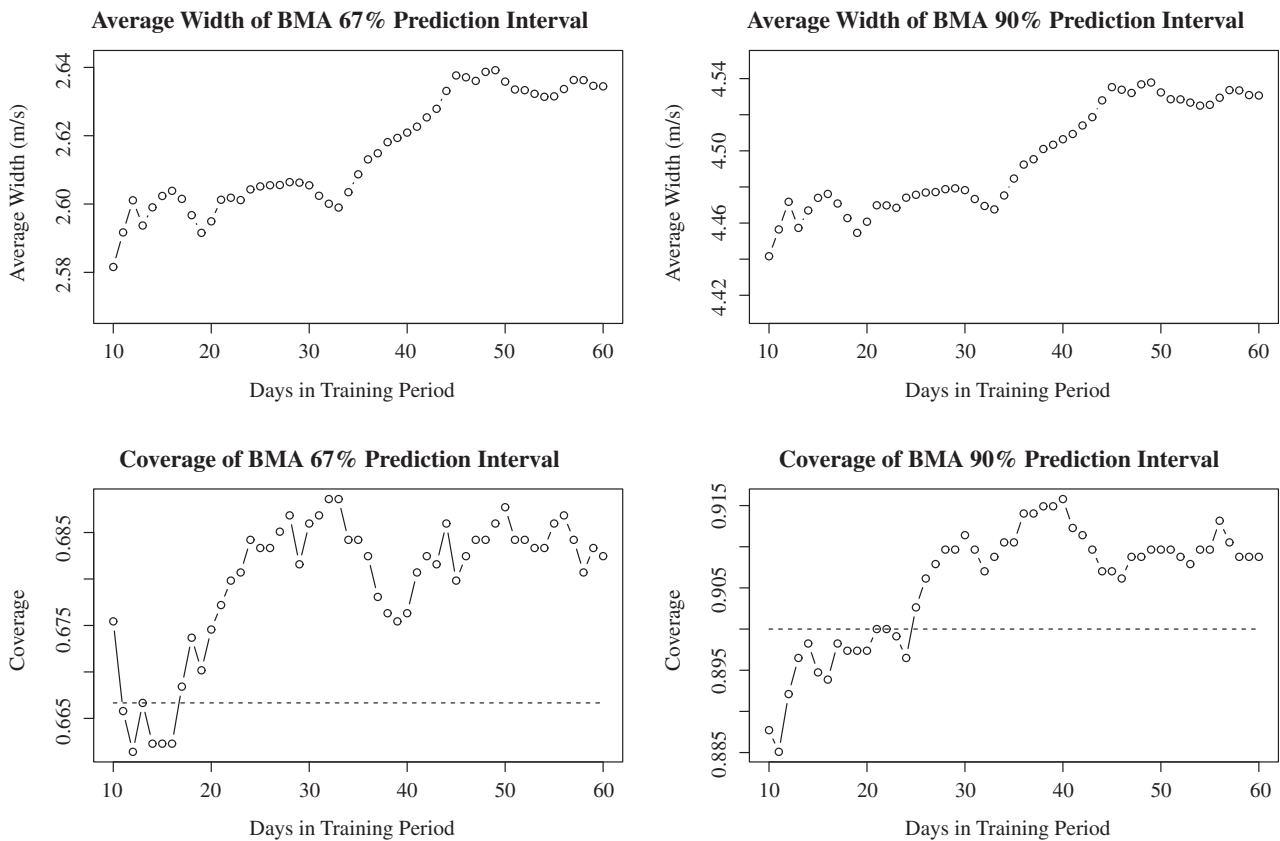 Average Width of BMA 67% Prediction Interval
Average Width (m/s)
2.64
2.62
2.60
2.58
10 20 30 40 50 60
Days in Training Period
Average Width of BMA 90% Prediction Interval
Average Width (m/s)
4.54
4.50
4.46
4.42
10 20 30 40 50 60
Days in Training Period
Coverage of BMA 67% Prediction Interval
Coverage
0.685
0.675
0.665
10 20 30 40 50 60
Days in Training Period
Coverage of BMA 90% Prediction Interval
Coverage
0.915
0.905
0.895
0.885
10 20 30 40 50 60
Days in Training Period